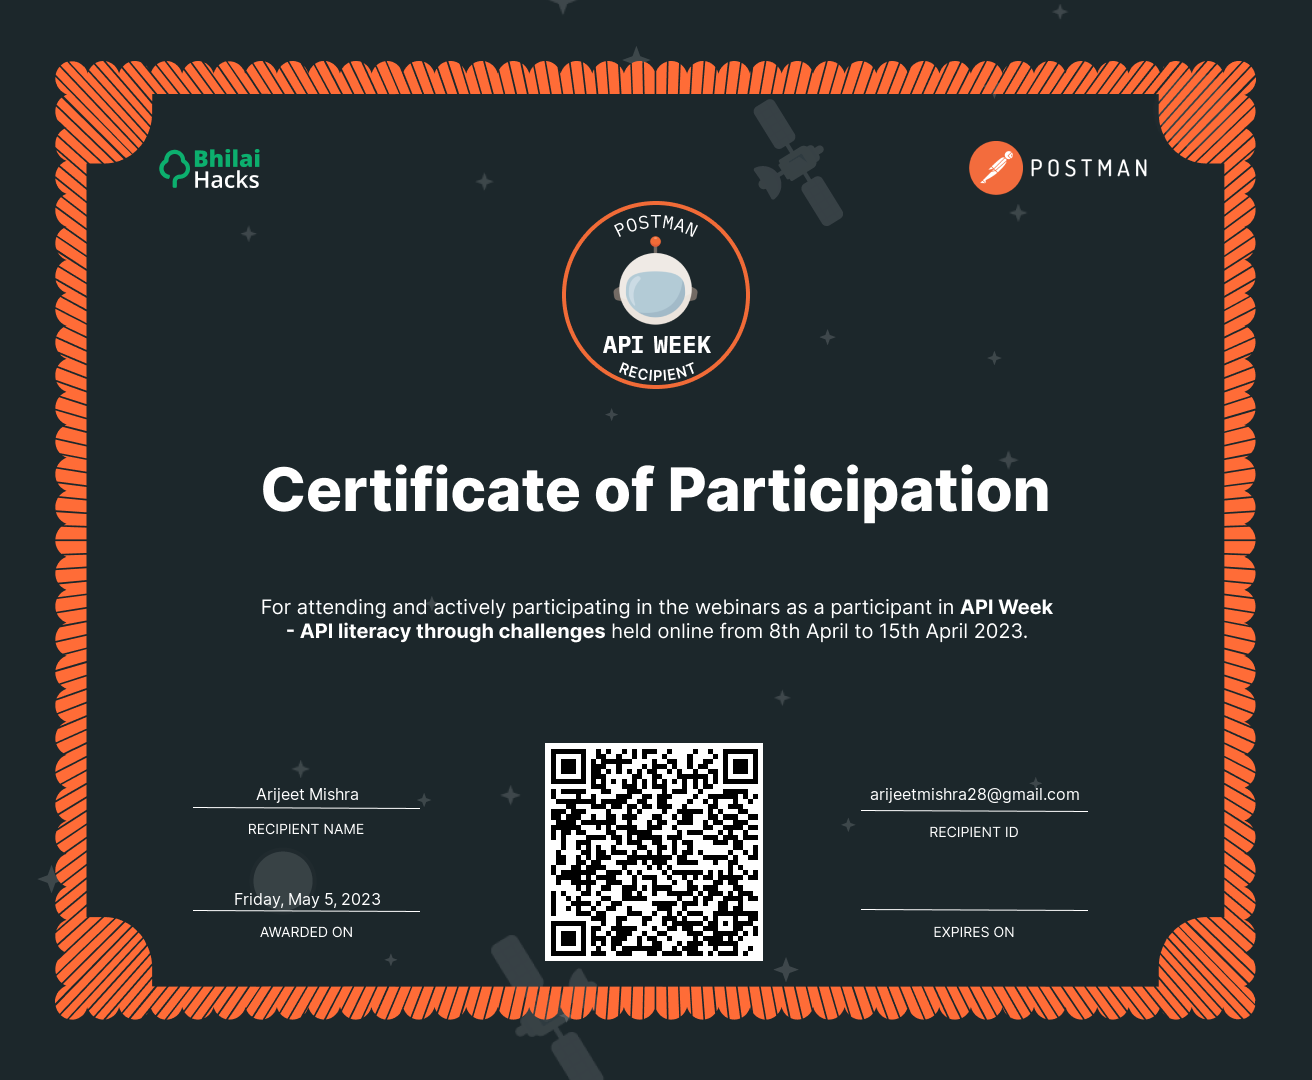 Bhilai
Hacks
POSTMAN
POSTMAN
API WEEK
RECIPIENT
Certificate of Participation
For attending and actively participating in the webinars as a participant in API Week
- API literacy through challenges held online from 8th April to 15th April 2023.
Arijeet Mishra
RECIPIENT NAME
arijeetmishra28@gmail.com
RECIPIENT ID
Friday, May 5, 2023
AWARDED ON
EXPIRES ON